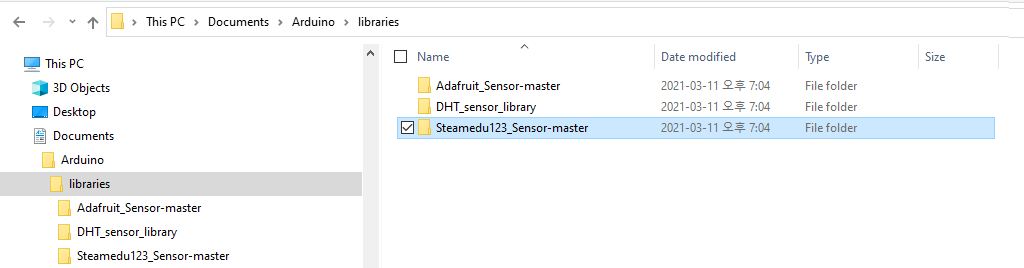 This PC > Documents > Arduino > libraries
This PC
3D Objects
Desktop
Documents
Arduino
libraries
Adafruit_Sensor-master
DHT_sensor_library
Steamedu123_Sensor-master
Name Date modified Type Size
Adafruit_Sensor-master 2021-03-11 오후 7:04 File folder
DHT_sensor_library 2021-03-11 오후 7:04 File folder
Steamedu123_Sensor-master 2021-03-11 오후 7:04 File folder